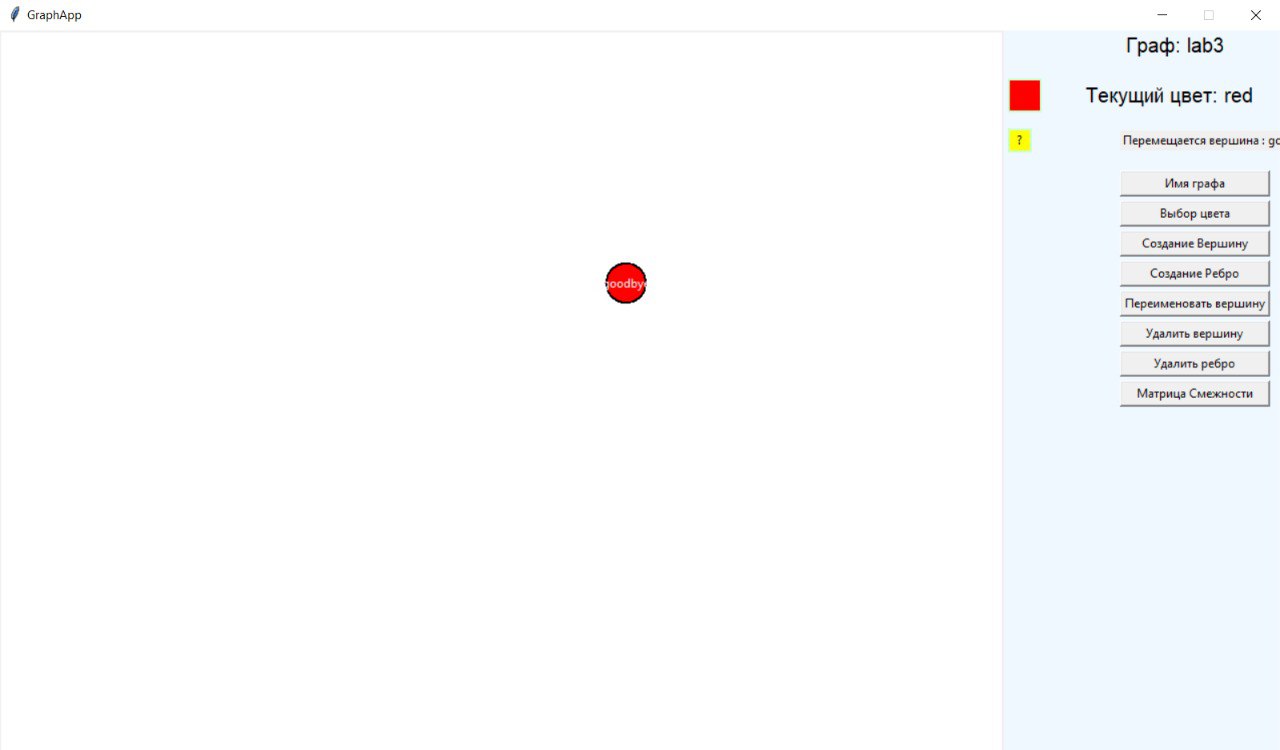 GraphApp
Граф: lab3
Текущий цвет: red
?
Перемещается вершина : go
Имя графа
Выбор цвета
Создание Вершину
goodbye
Создание Ребро
Переименовать вершину
Удалить вершину
Удалить ребро
Матрица Смежности